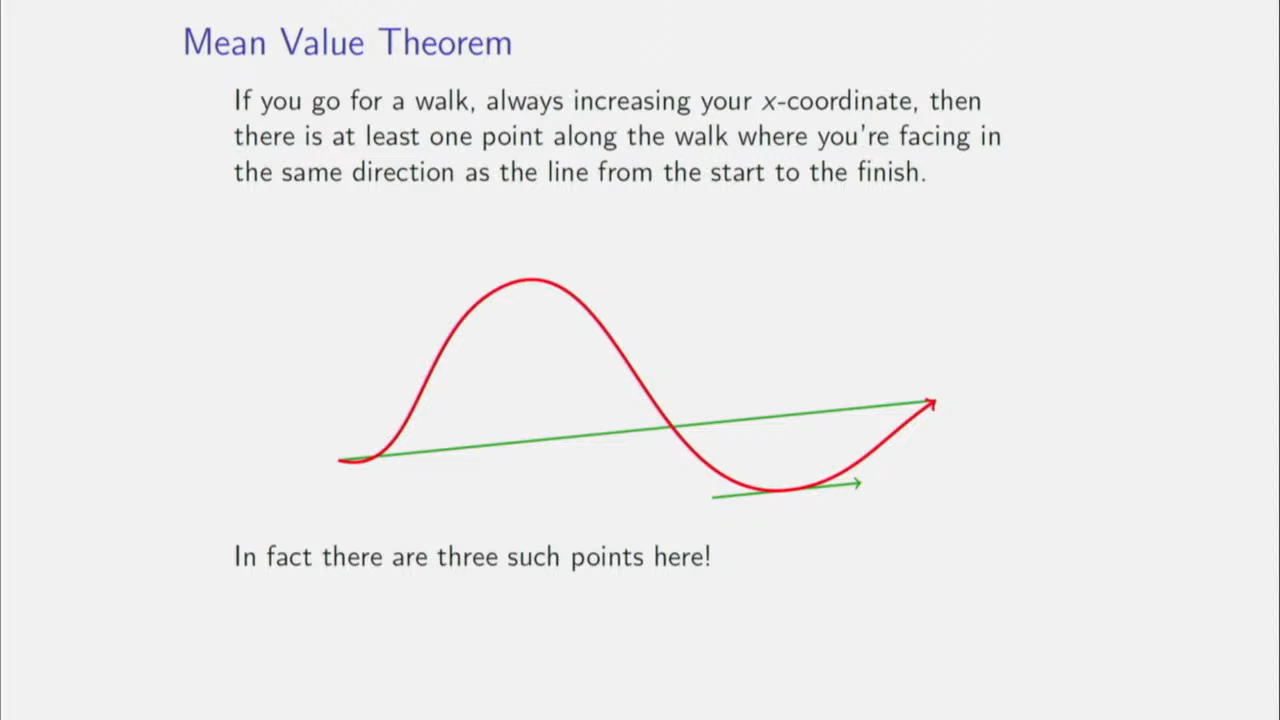 Mean Value Theorem
If you go for a walk, always increasing your x-coordinate, then
there is at least one point along the walk where you're facing in
the same direction as the line from the start to the finish.
In fact there are three such points here!